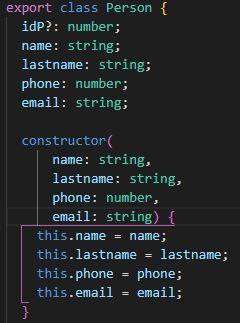 export class Person {
  idP?: number;
  name: string;
  lastname: string;
  phone: number;
  email: string;

  constructor(
      name: string,
      lastname: string,
      phone: number,
      email: string) {
    this.name = name;
    this.lastname = lastname;
    this.phone = phone;
    this.email = email;
  }